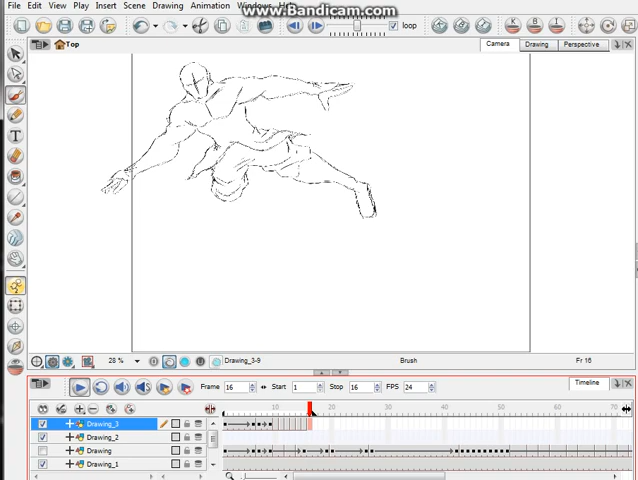 File Edit View Play Insert Scene Drawing Animation Windows
www.Bandicam.com
loop
K B I
Top
Camera Drawing Perspective
T
28 % Drawing_3-9 Brush Fr 16
Timeline
Frame 16 Start 1 Stop 16 FPS 24
10 20 30 40 50 60 70
Drawing_3
Drawing_2
Drawing
Drawing_1